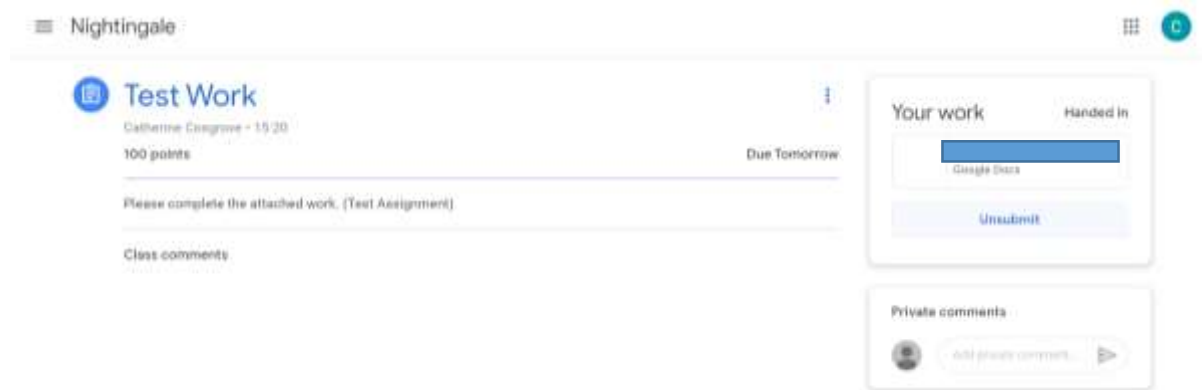 Nightingale
C
Test Work
Catherine Cosgrove • 15:20
100 points
Due Tomorrow
Please complete the attached work. (Test Assignment)
Class comments
Your work
Handed in
Google Docs
Unsubmit
Private comments
Add private comment...